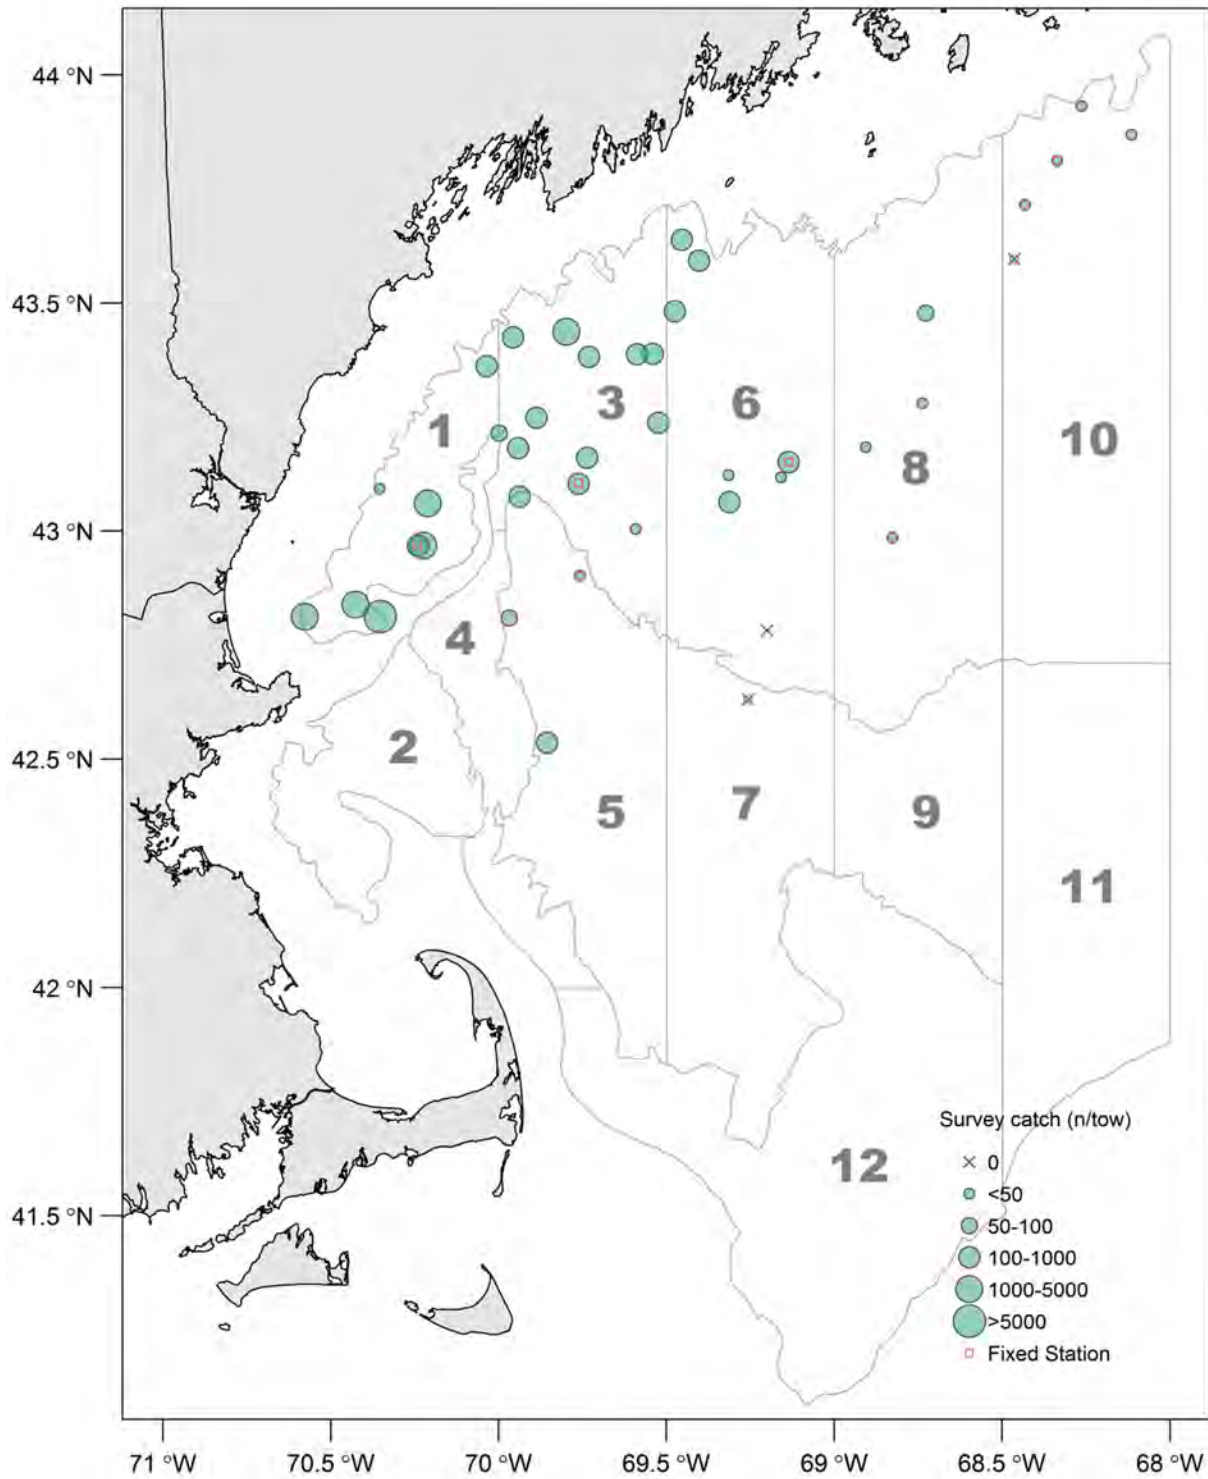 44 °N
43.5 °N
43 °N
42.5 °N
42 °N
41.5 °N
1
3
6
8
10
4
2
5
7
9
11
12
Survey catch (n/tow)
0
<50
50-100
100-1000
1000-5000
>5000
Fixed Station
71 °W
70.5 °W
70 °W
69.5 °W
69 °W
68.5 °W
68 °W